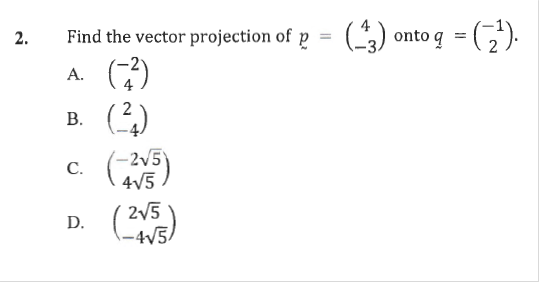 2. Find the vector projection of p = (4 −3) onto q = (−1 2).
A. (−2 4)
B. (2 −4)
C. (−2√5 4√5)
D. (2√5 −4√5)